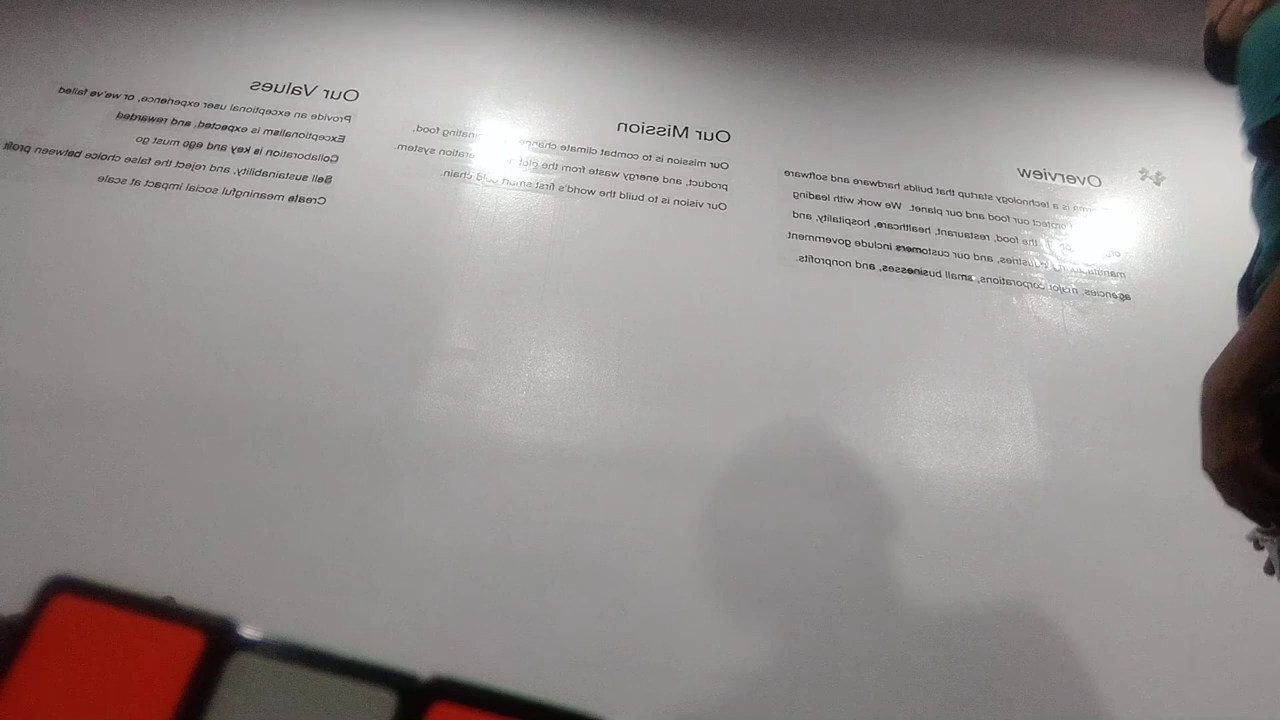 Overview
is a technology startup that builds hardware and software
protect our food and our planet. We work with leading
the food, restaurant, healthcare, hospitality, and
industries, and our customers include government
agencies, major corporations, small businesses, and nonprofits.
Our Mission
Our mission is to combat climate change
food,
product, and energy waste from the
system.
Our vision is to build the world's first smart cold chain.
Our Values
Provide an exceptional user experience, or we've failed
Exceptionalism is expected, and rewarded
Collaboration is key and ego must go
Sell sustainability, and reject the false choice between profit
Create meaningful social impact at scale